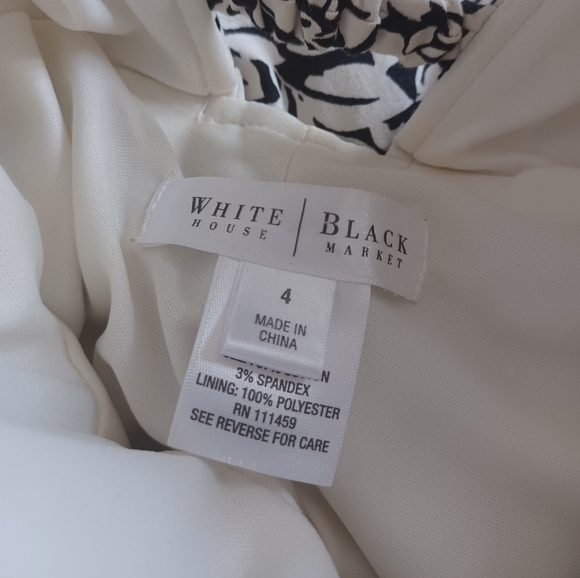 WHITE | BLACK
HOUSE MARKET
4
MADE IN
CHINA
3% SPANDEX
LINING: 100% POLYESTER
RN 111459
SEE REVERSE FOR CARE